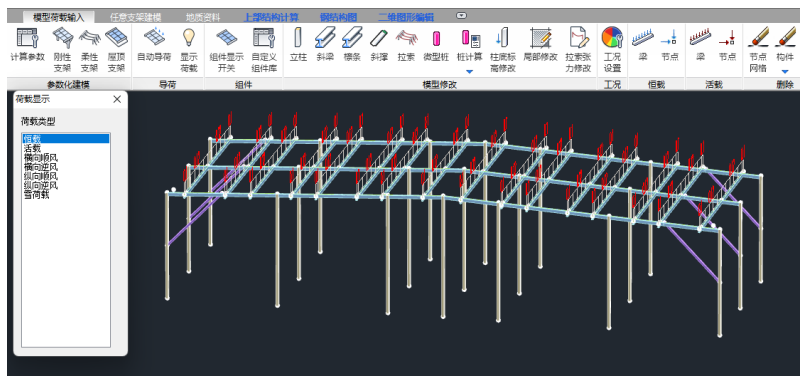 模型荷载输入 任意支架建模 地质资料 上部结构计算 钢结构图 二维图形编辑
计算参数 刚性支架 柔性支架 屋顶支架 自动导荷 显示荷载 组件显示开关 自定义组件库 立柱 斜梁 檩条 斜撑 拉索 微型桩 桩计算 柱底标高修改 局部修改 拉索张力修改 工况设置 梁 节点 梁 节点 节点网格 构件
参数化建模 导荷 组件 模型修改 工况 恒载 活载 删除
荷载显示
荷载类型
恒载
活载
横向顺风
横向逆风
纵向顺风
纵向逆风
雪荷载